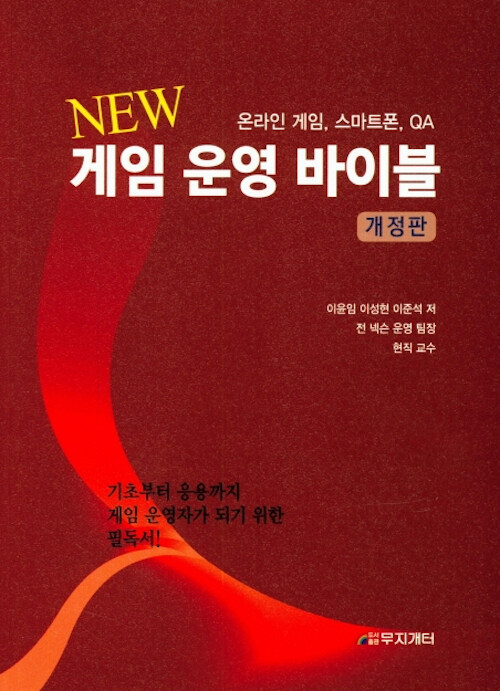 NEW
온라인 게임, 스마트폰, QA
게임 운영 바이블
개정판
이윤임 이성현 이준석 저
전 넥슨 운영 팀장
현직 교수
기초부터 응용까지
게임 운영자가 되기 위한
필독서!
도서출판 무지개터